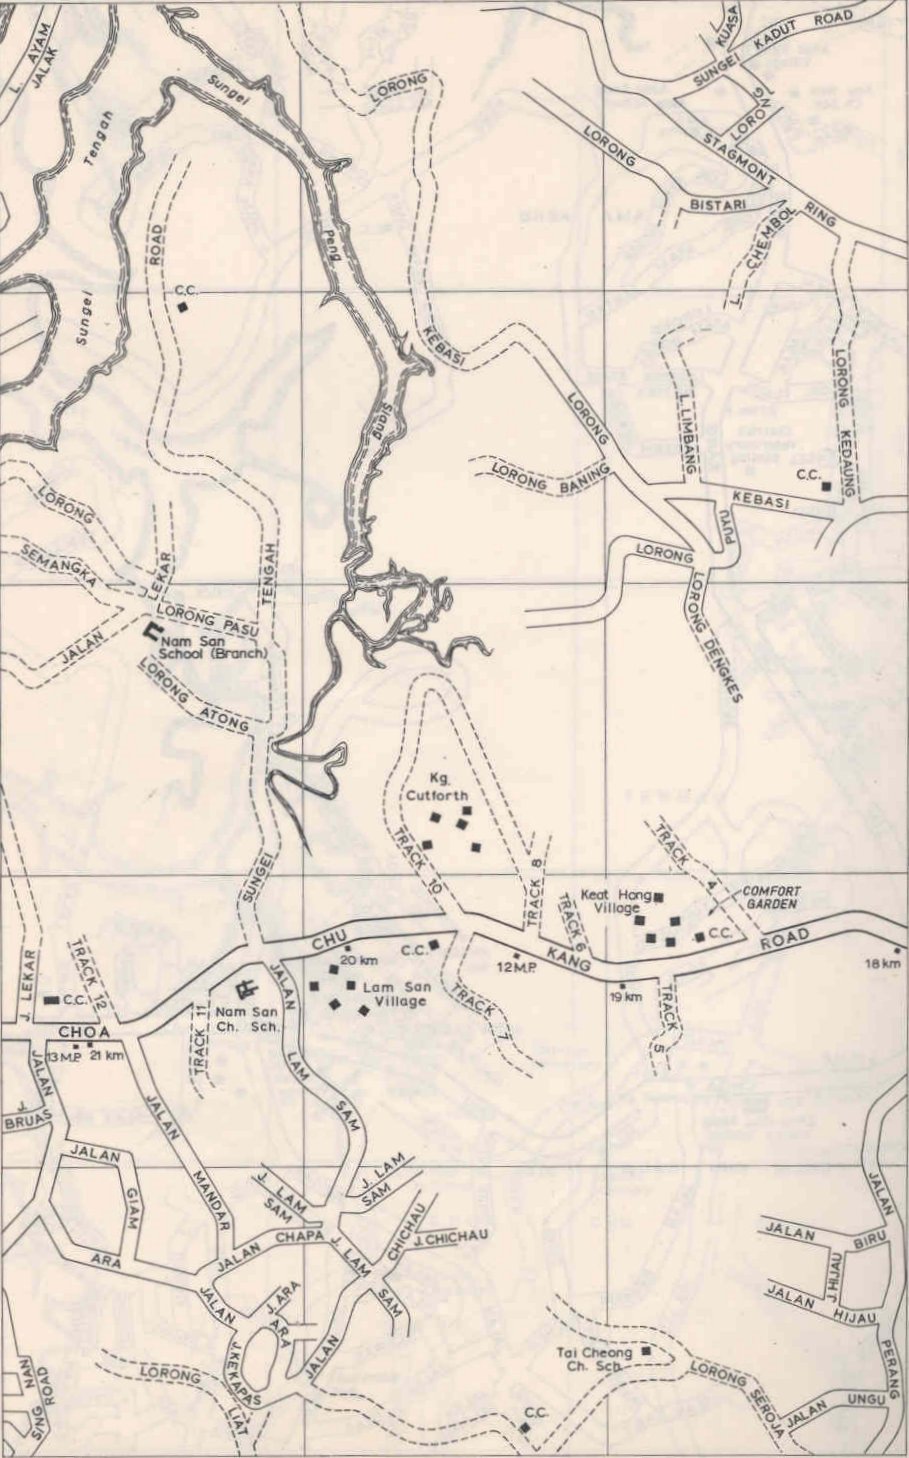 L. AYAM
JALAK
Sungei
Tengah
LORONG
KUASA
SUNGEI KADUT ROAD
LORONG
LORONG
STAGMONT
BISTARI
RING
L. CHEMBOL
ROAD
C.C.
Peng
Sungei
KEBASI
LORONG
Siang
L. LIMBANG
LORONG KEDAUNG
LORONG BANING
C.C.
KEBASI
PUYU
LORONG
LORONG
SEMANGKA
LEKAR
TENGAH
LORONG DENGKES
LORONG PASU
JALAN
Nam San
School (Branch)
LORONG ATONG
Kg.
Cutforth
SUNGEI
TRACK 10
TRACK 8
TRACK 6
TRACK 4
Keat Hong
Village
COMFORT
GARDEN
C.C.
CHU
KANG
ROAD
20 km
C.C.
12 M.P.
19 km
18 km
J. LEKAR
TRACK 12
C.C.
JALAN
Lam San
Village
TRACK 7
TRACK 5
Nam San
Ch. Sch.
TRACK 11
CHOA
13 M.P. 21 km
JALAN
J.
BRUAS
JALAN
LAM
SAM
JALAN
GIAM
MANDAR
J. LAM
SAM
J. LAM
SAM
JALAN
CHICHAU
J. CHICHAU
JALAN
BIRU
ARA
JALAN
CHAPA
J. LAM
SAM
J. HIJAU
JALAN
HIJAU
JALAN
J. ARA
ARA
PERANG
NAN
SING ROAD
LORONG
LIAT
J. KEKAPAS
JALAN
Tai Cheong
Ch. Sch.
LORONG SEROJA
JALAN
UNGU
C.C.